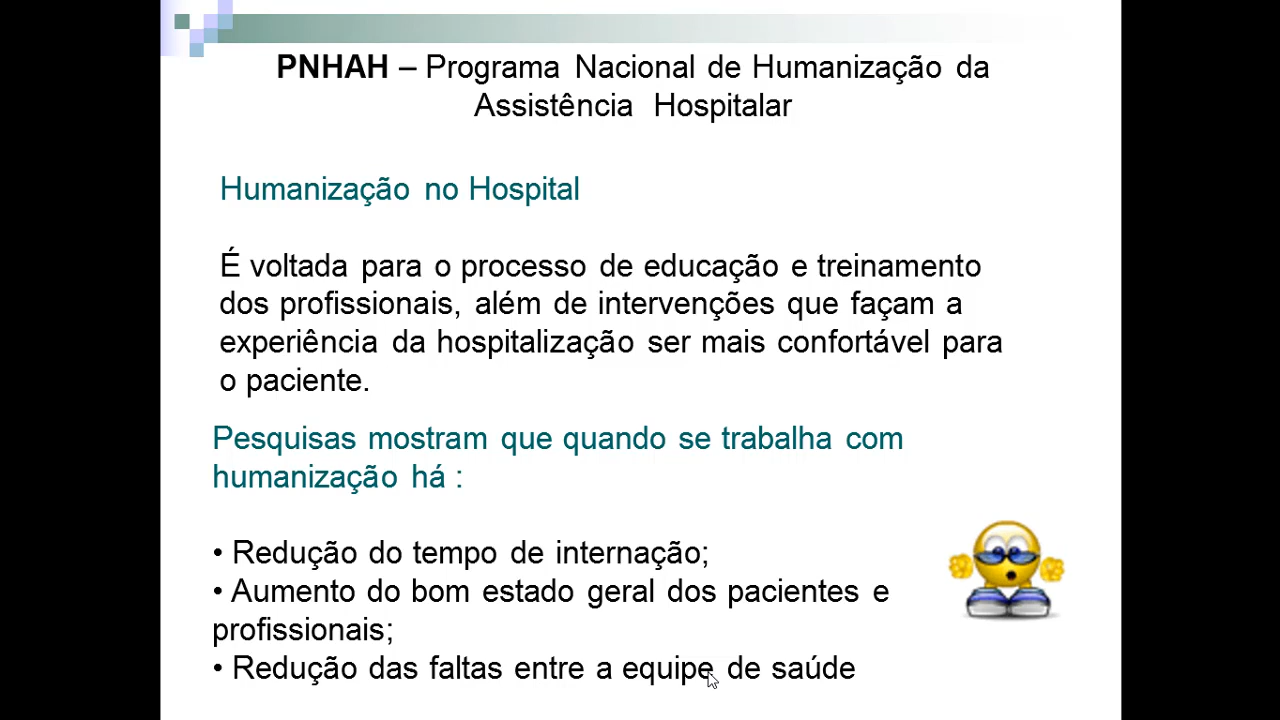 PNHAH – Programa Nacional de Humanização da
Assistência Hospitalar
Humanização no Hospital
É voltada para o processo de educação e treinamento
dos profissionais, além de intervenções que façam a
experiência da hospitalização ser mais confortável para
o paciente.
Pesquisas mostram que quando se trabalha com
humanização há :
• Redução do tempo de internação;
• Aumento do bom estado geral dos pacientes e
profissionais;
• Redução das faltas entre a equipe de saúde